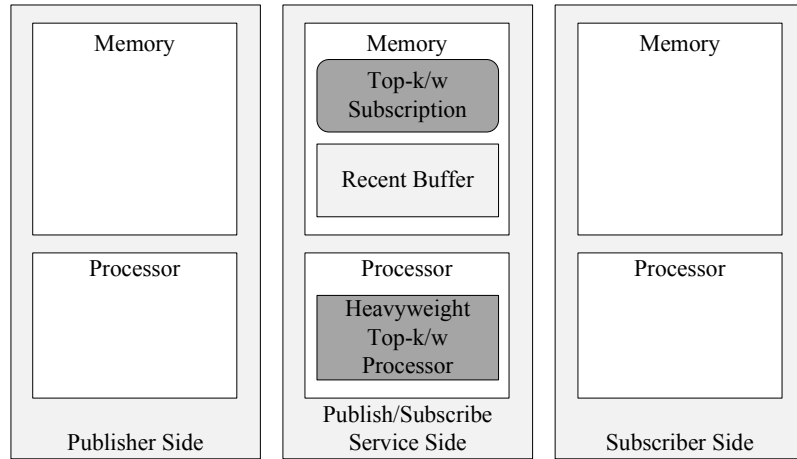 Memory
Processor
Publisher Side
Memory
Top-k/w
Subscription
Recent Buffer
Processor
Heavyweight
Top-k/w
Processor
Publish/Subscribe
Service Side
Memory
Processor
Subscriber Side